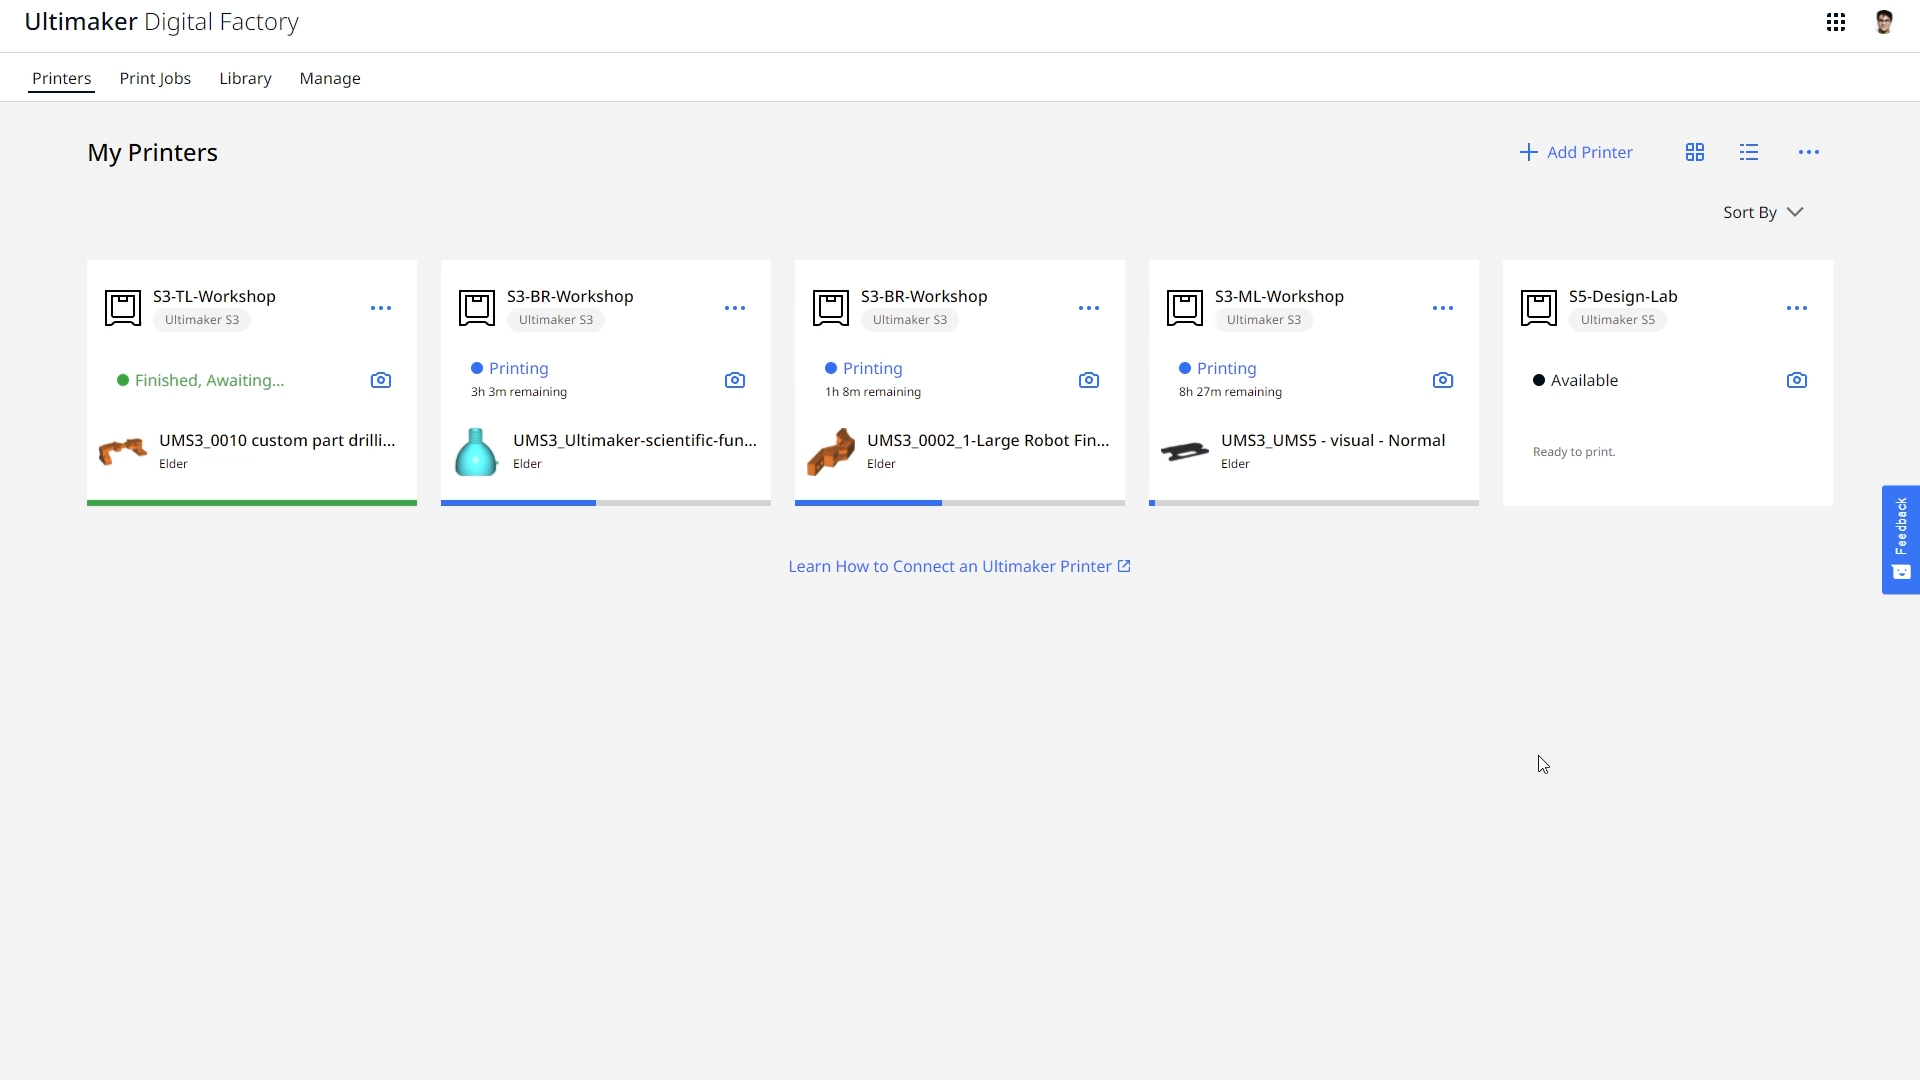 Ultimaker Digital Factory
Printers Print Jobs Library Manage
My Printers
Add Printer
Sort By
S3-TL-Workshop
Ultimaker S3
Finished, Awaiting...
UMS3_0010 custom part drilli...
Elder
S3-BR-Workshop
Ultimaker S3
Printing
3h 3m remaining
UMS3_Ultimaker-scientific-fun...
Elder
S3-BR-Workshop
Ultimaker S3
Printing
1h 8m remaining
UMS3_0002_1-Large Robot Fin...
Elder
S3-ML-Workshop
Ultimaker S3
Printing
8h 27m remaining
UMS3_UMS5 - visual - Normal
Elder
S5-Design-Lab
Ultimaker S5
Available
Ready to print.
Feedback
Learn How to Connect an Ultimaker Printer